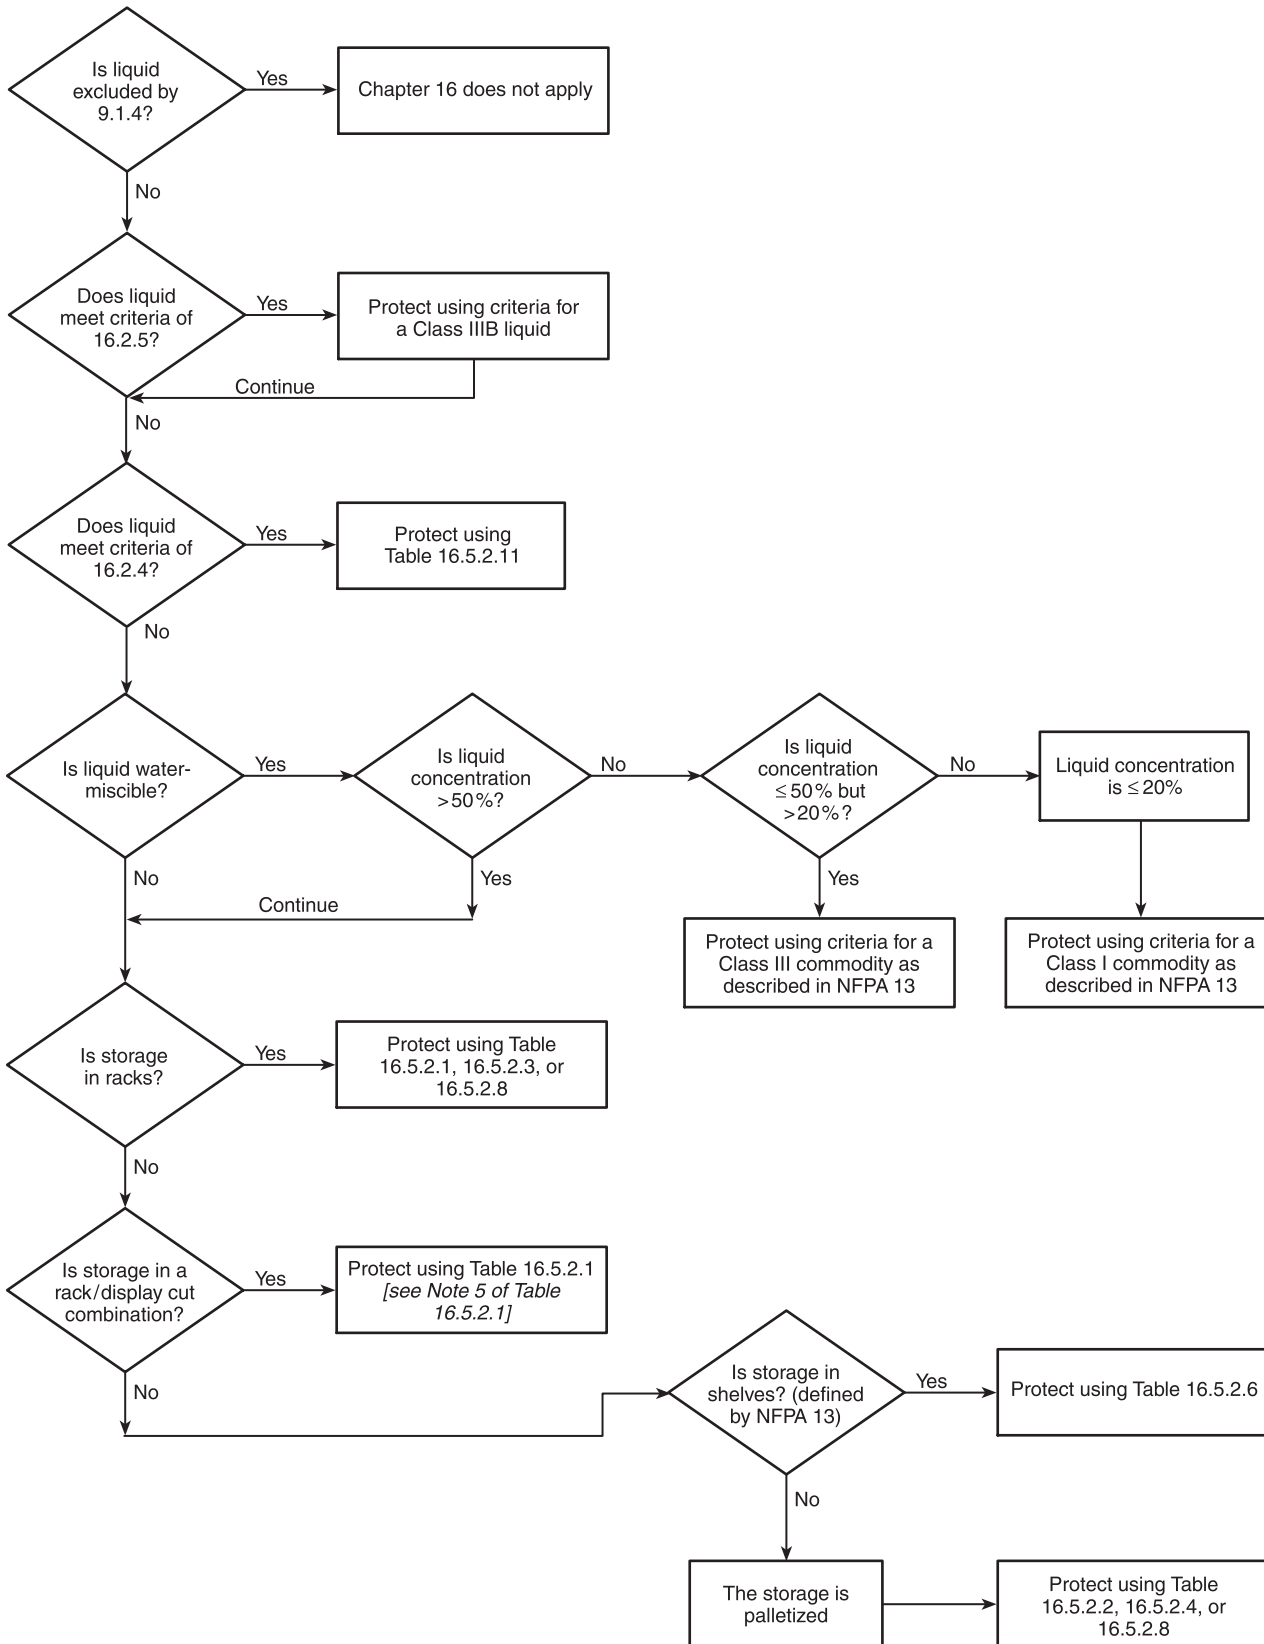 Is liquid
excluded by
9.1.4?
Yes
Chapter 16 does not apply
No
Does liquid
meet criteria of
16.2.5?
Yes
Protect using criteria for
a Class IIIB liquid
Continue
No
Does liquid
meet criteria of
16.2.4?
Yes
Protect using
Table 16.5.2.11
No
Is liquid water-
miscible?
Yes
Is liquid
concentration
>50%?
No
Is liquid
concentration
≤50% but
>20%?
No
Liquid concentration
is ≤20%
No
Yes
Continue
Yes
Protect using criteria for a
Class III commodity as
described in NFPA 13
Protect using criteria for a
Class I commodity as
described in NFPA 13
Is storage
in racks?
Yes
Protect using Table
16.5.2.1, 16.5.2.3, or
16.5.2.8
No
Is storage in a
rack/display cut
combination?
Yes
Protect using Table 16.5.2.1
[see Note 5 of Table
16.5.2.1]
No
Is storage in
shelves? (defined
by NFPA 13)
Yes
Protect using Table 16.5.2.6
No
The storage is
palletized
Protect using Table
16.5.2.2, 16.5.2.4, or
16.5.2.8